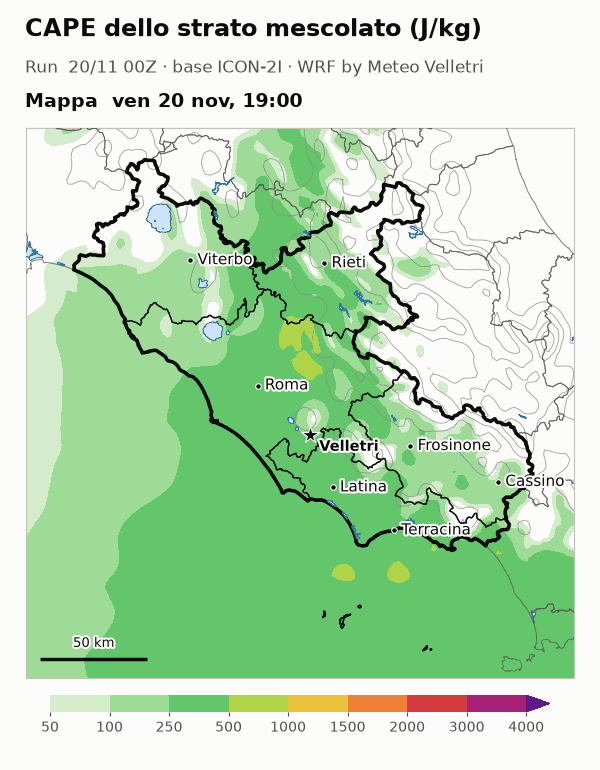 CAPE dello strato mescolato (J/kg)
Run  20/11 00Z · base ICON-2I · WRF by Meteo Velletri
Mappa  ven 20 nov, 19:00
Viterbo
Rieti
Roma
Velletri
Frosinone
Cassino
Latina
Terracina
50 km
50 100 250 500 1000 1500 2000 3000 4000